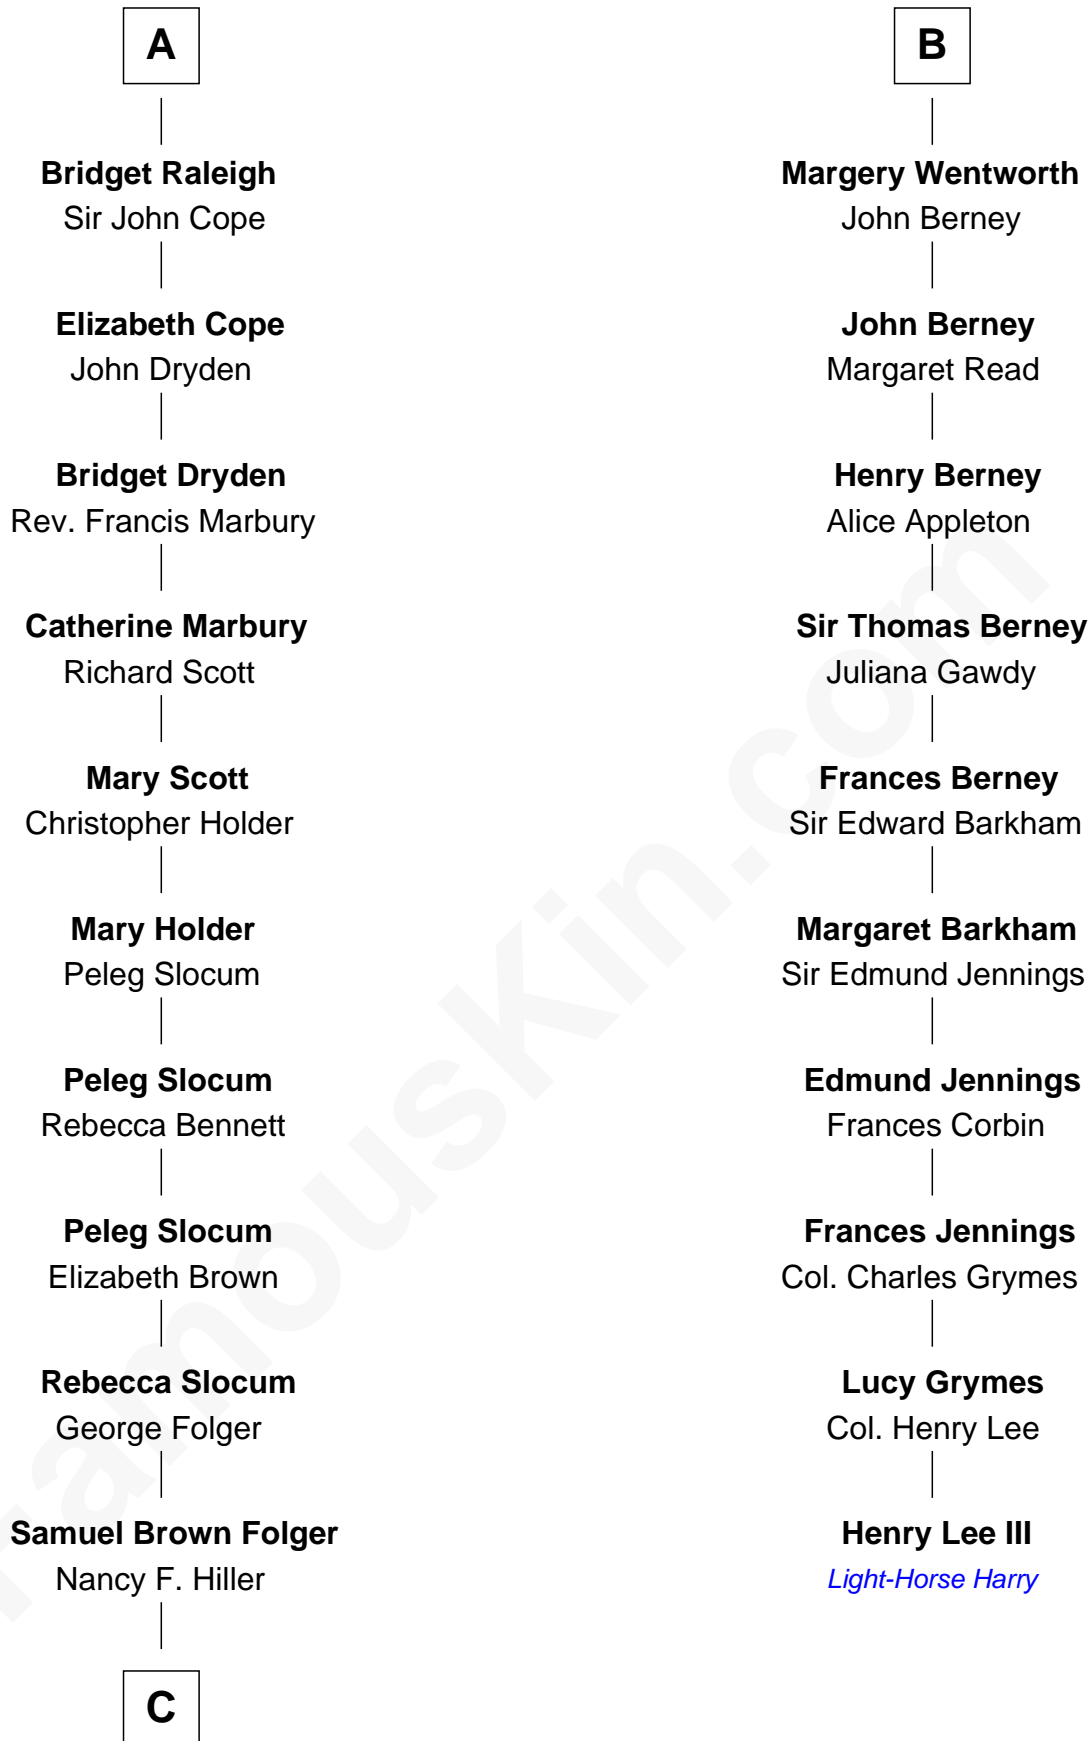 A
Bridget Raleigh
Sir John Cope
Elizabeth Cope
John Dryden
Bridget Dryden
Rev. Francis Marbury
Catherine Marbury
Richard Scott
Mary Scott
Christopher Holder
Mary Holder
Peleg Slocum
Peleg Slocum
Rebecca Bennett
Peleg Slocum
Elizabeth Brown
Rebecca Slocum
George Folger
Samuel Brown Folger
Nancy F. Hiller
C
B
Margery Wentworth
John Berney
John Berney
Margaret Read
Henry Berney
Alice Appleton
Sir Thomas Berney
Juliana Gawdy
Frances Berney
Sir Edward Barkham
Margaret Barkham
Sir Edmund Jennings
Edmund Jennings
Frances Corbin
Frances Jennings
Col. Charles Grymes
Lucy Grymes
Col. Henry Lee
Henry Lee III
Light-Horse Harry
FamousKin.com